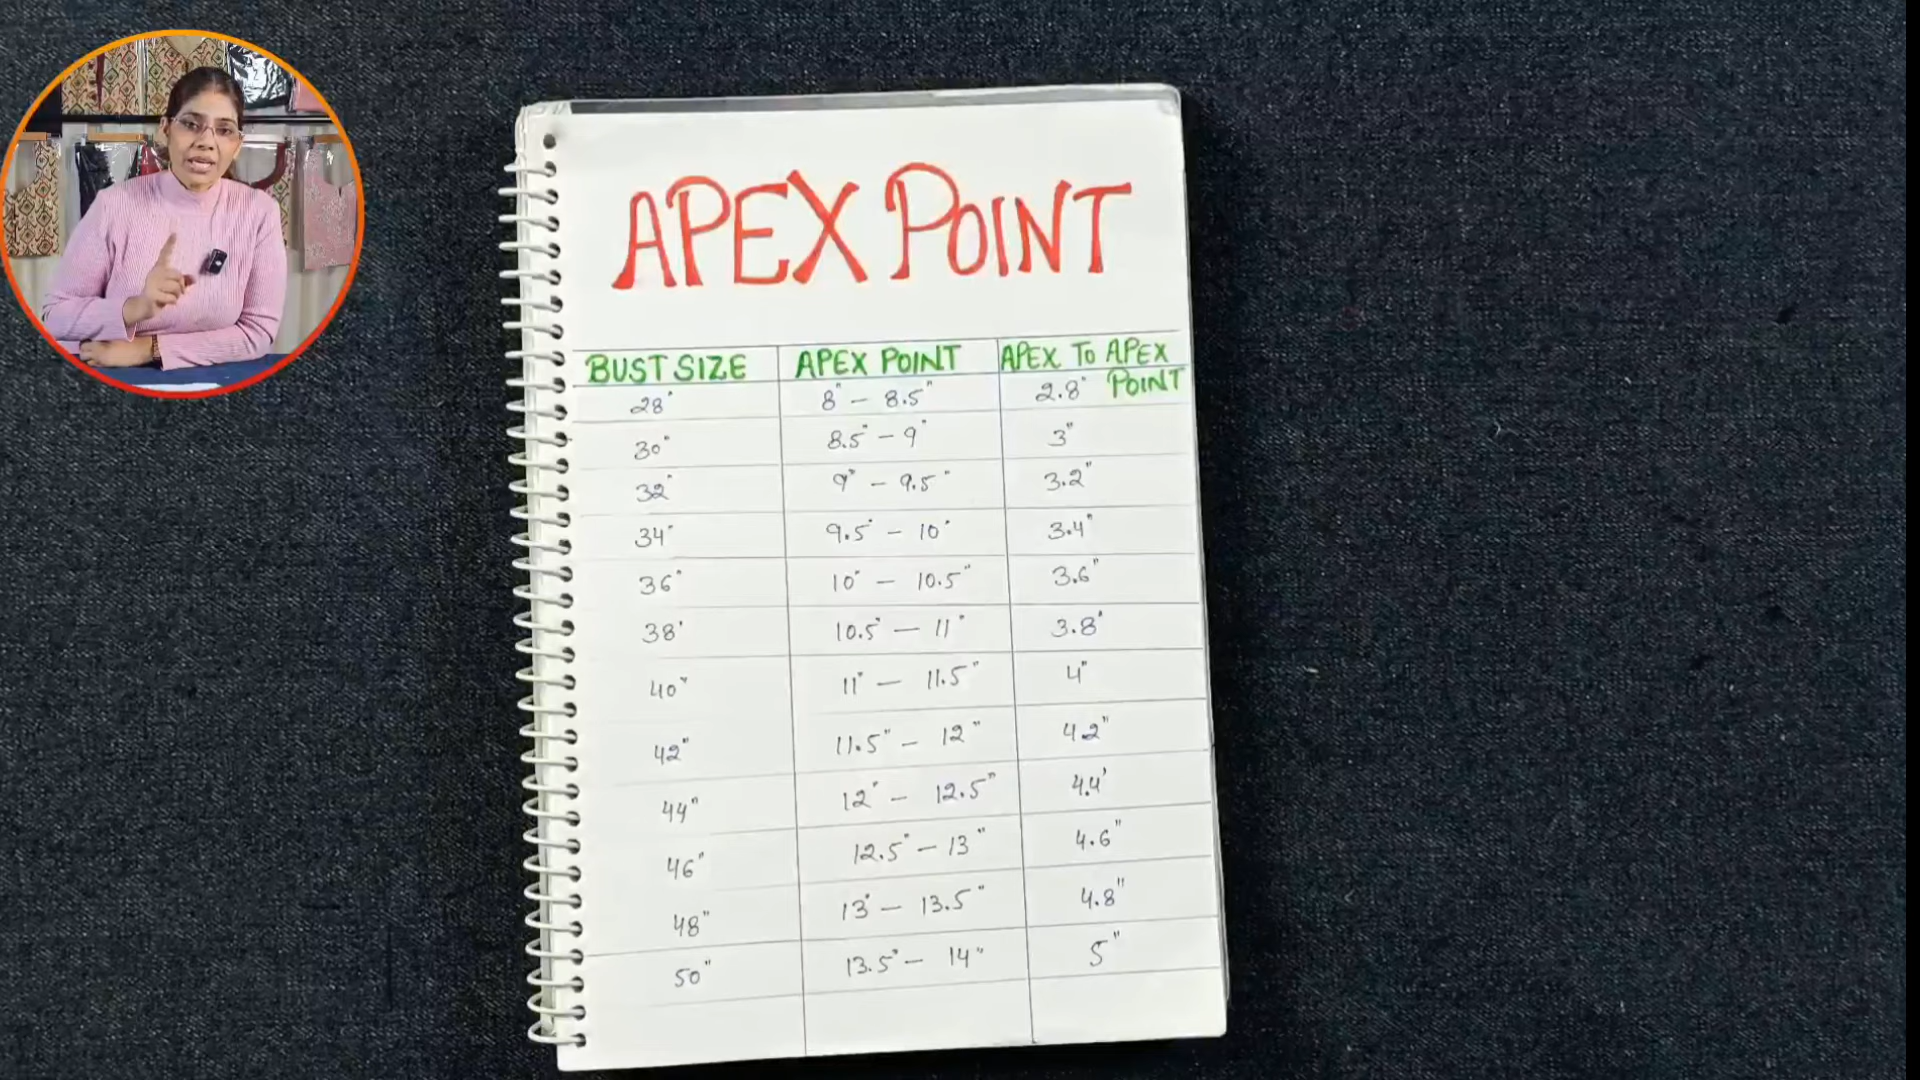 APEX POINT
BUST SIZE APEX POINT APEX TO APEX POINT
28" 8" - 8.5" 2.8"
30" 8.5" - 9" 3"
32" 9" - 9.5" 3.2"
34" 9.5" - 10" 3.4"
36" 10" - 10.5" 3.6"
38" 10.5" - 11" 3.8"
40" 11" - 11.5" 4"
42" 11.5" - 12" 4.2"
44" 12" - 12.5" 4.4"
46" 12.5" - 13" 4.6"
48" 13" - 13.5" 4.8"
50" 13.5" - 14" 5"